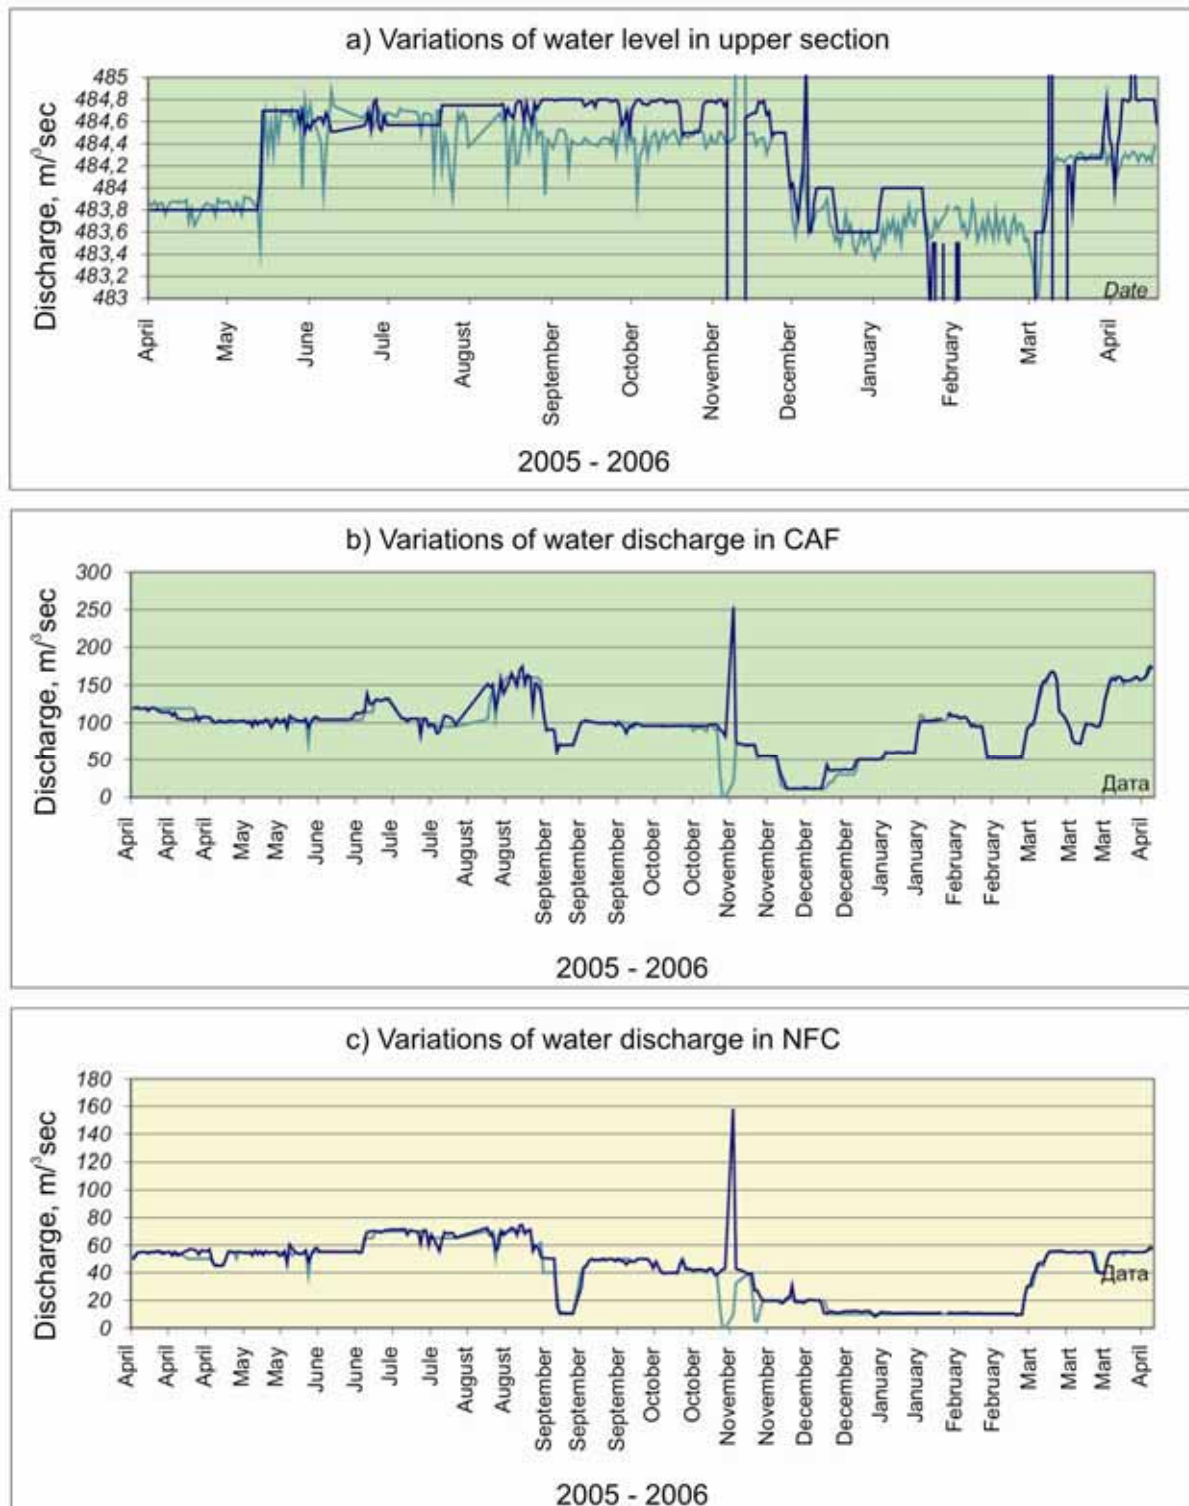 a) Variations of water level in upper section
Discharge, m/³sec
485
484,8
484,6
484,4
484,2
484
483,8
483,6
483,4
483,2
483
Date
April
May
June
Jule
August
September
October
November
December
January
February
Mart
April
2005 - 2006
b) Variations of water discharge in CAF
Discharge, m/³sec
300
250
200
150
100
50
0
Дата
April
April
April
May
May
June
June
Jule
Jule
August
August
September
September
September
October
October
November
November
December
December
January
January
February
February
Mart
Mart
Mart
April
2005 - 2006
c) Variations of water discharge in NFC
Discharge, m/³sec
180
160
140
120
100
80
60
40
20
0
Дата
April
April
April
May
May
June
June
Jule
Jule
August
August
September
September
September
October
October
November
November
December
December
January
January
February
February
Mart
Mart
Mart
April
2005 - 2006